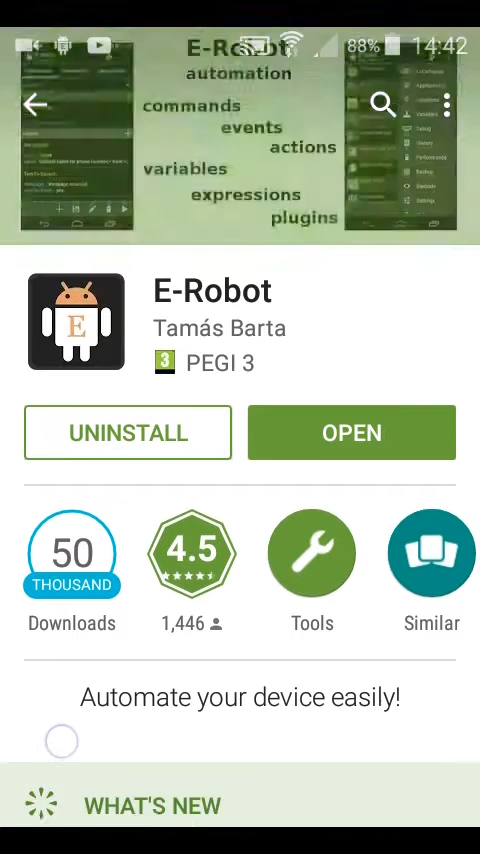 88% 14:42
E-Robot
automation
commands
events
actions
variables
expressions
plugins
E-Robot
Tamás Barta
3 PEGI 3
UNINSTALL
OPEN
50
THOUSAND
4.5
Downloads
1,446
Tools
Similar
Automate your device easily!
WHAT'S NEW